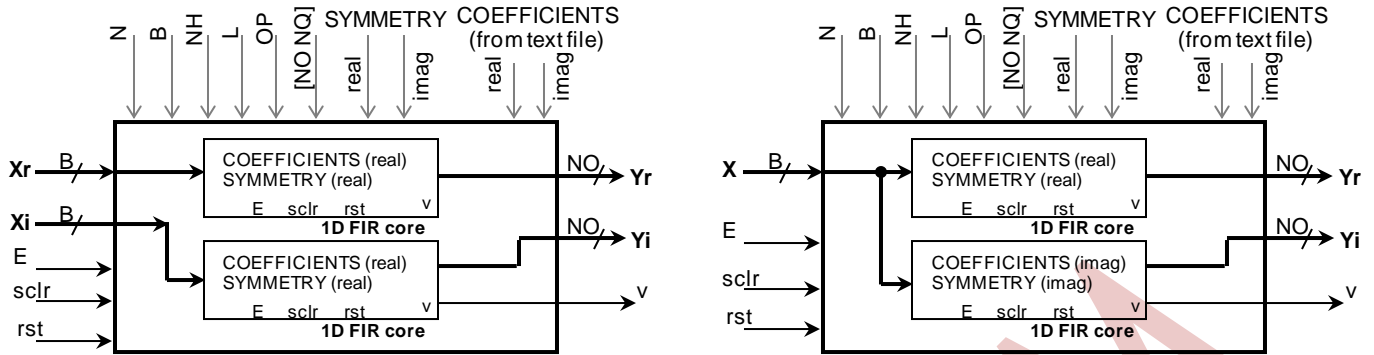 N B NH L OP [NO NQ] SYMMETRY COEFFICIENTS
(from text file)
real imag real imag
Xr B COEFFICIENTS (real) NO Yr
SYMMETRY (real)
E sclr rst v
1D FIR core
Xi B NO Yi
COEFFICIENTS (real)
SYMMETRY (real)
E sclr rst v
1D FIR core
E
sclr
rst
v
N B NH L OP [NO NQ] SYMMETRY COEFFICIENTS
(from text file)
real imag real imag
X B COEFFICIENTS (real) NO Yr
SYMMETRY (real)
E sclr rst v
1D FIR core
NO Yi
COEFFICIENTS (imag)
SYMMETRY (imag)
E sclr rst v
1D FIR core
E
sclr
rst
v